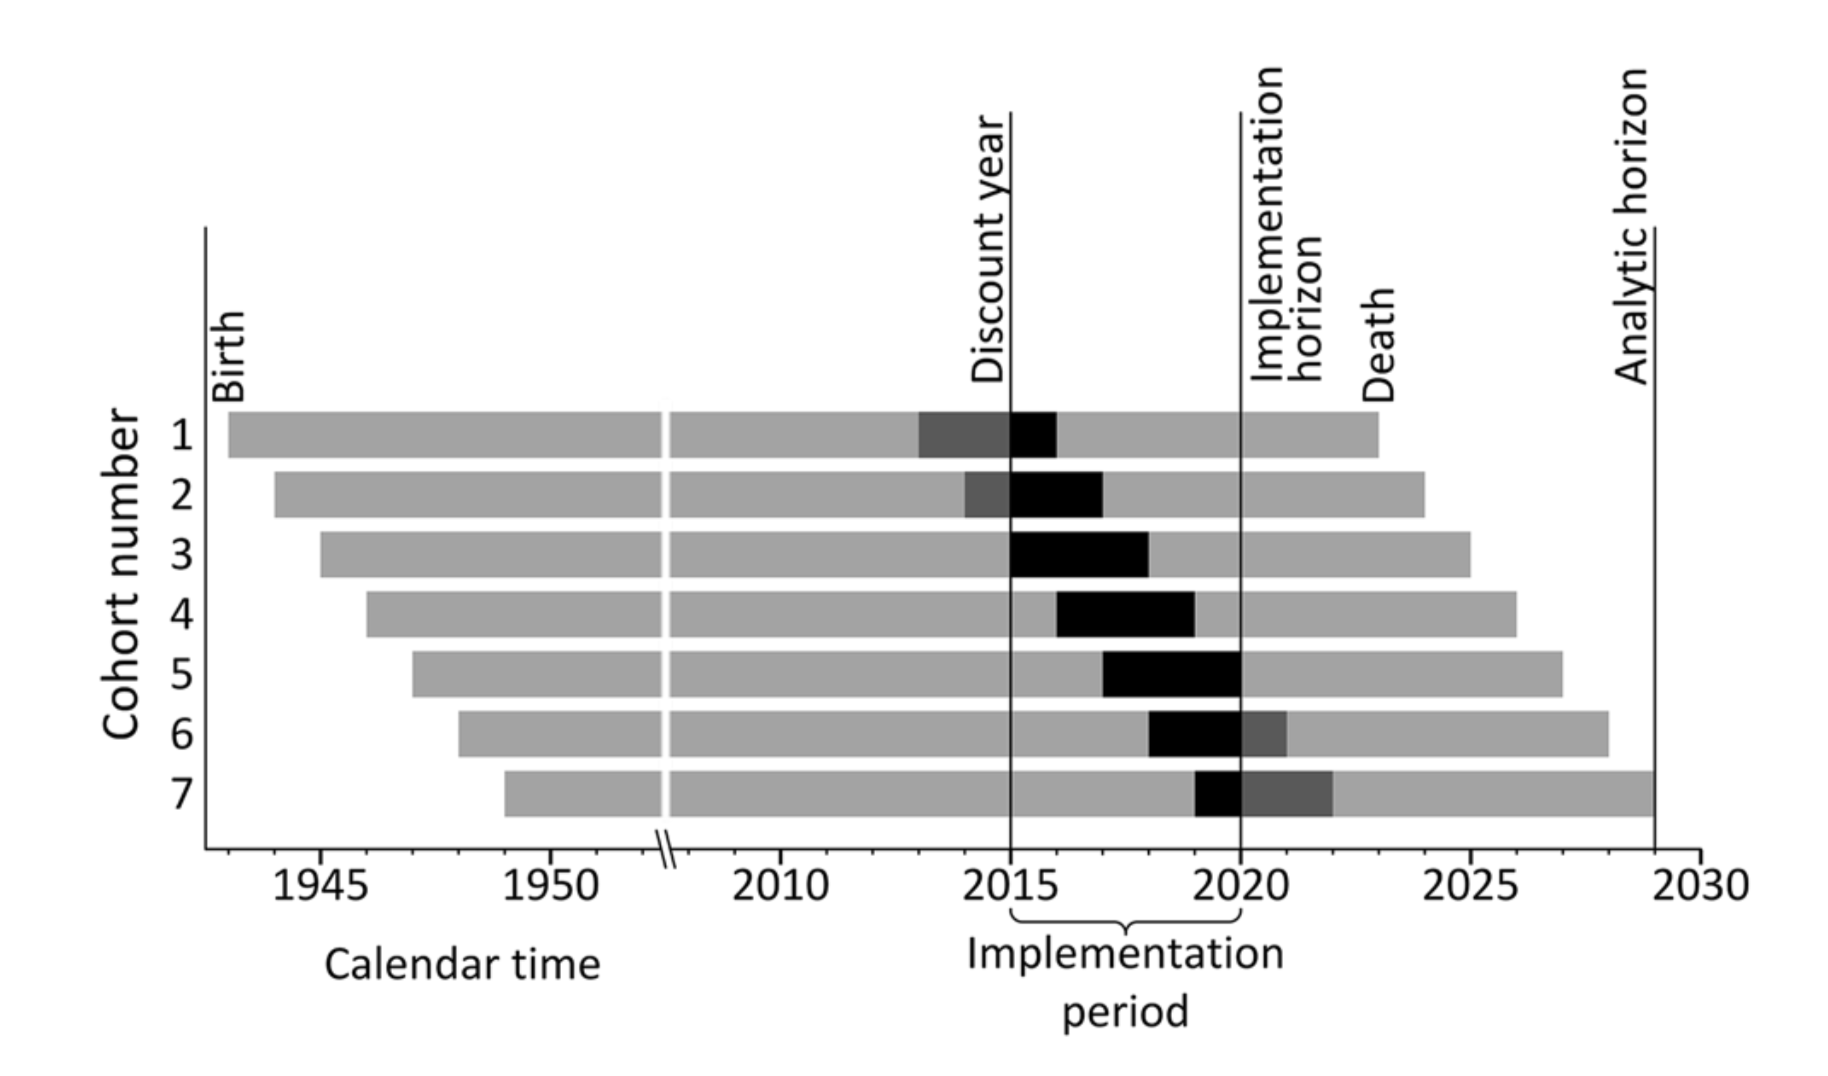 Birth
Discount year
Implementation
horizon
Death
Analytic horizon
Cohort number
1
2
3
4
5
6
7
1945 1950 2010 2015 2020 2025 2030
Calendar time
Implementation
period